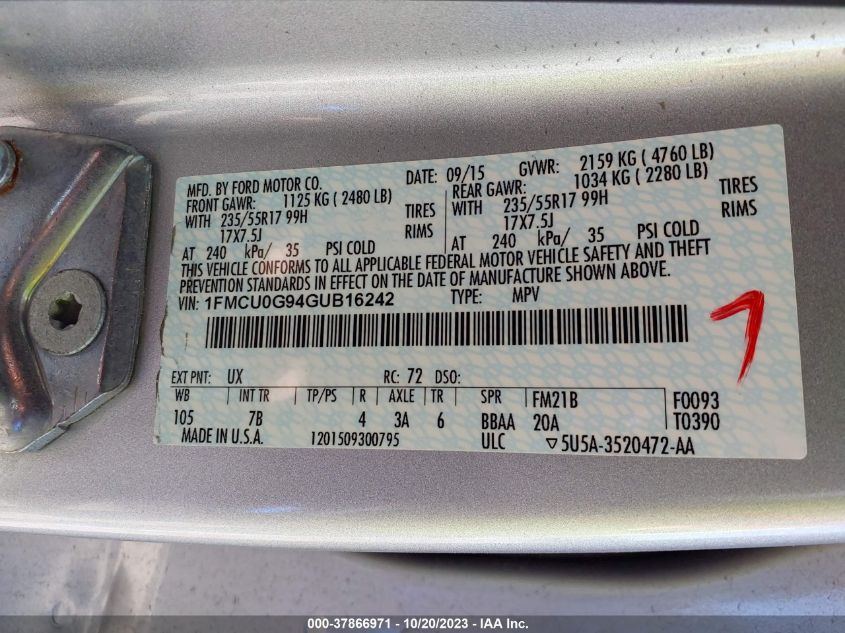 MFD. BY FORD MOTOR CO. DATE: 09/15 GVWR: 2159 KG ( 4760 LB)
FRONT GAWR: 1125 KG ( 2480 LB) REAR GAWR: 1034 KG ( 2280 LB)
WITH 235/55R17 99H TIRES WITH 235/55R17 99H TIRES
17X7.5J RIMS 17X7.5J RIMS
AT 240 kPa/ 35 PSI COLD AT 240 kPa/ 35 PSI COLD
THIS VEHICLE CONFORMS TO ALL APPLICABLE FEDERAL MOTOR VEHICLE SAFETY AND THEFT
PREVENTION STANDARDS IN EFFECT ON THE DATE OF MANUFACTURE SHOWN ABOVE.
VIN: 1FMCU0G94GUB16242 TYPE: MPV
7
EXT PNT: UX RC: 72 DSO:
WB INT TR TP/PS R AXLE TR SPR FM21B F0093
105 7B 4 3A 6 BBAA 20A T0390
MADE IN U.S.A. 1201509300795 ULC ▽5U5A-3520472-AA
000-37866971 | 10/20/2023 - IAA Inc.